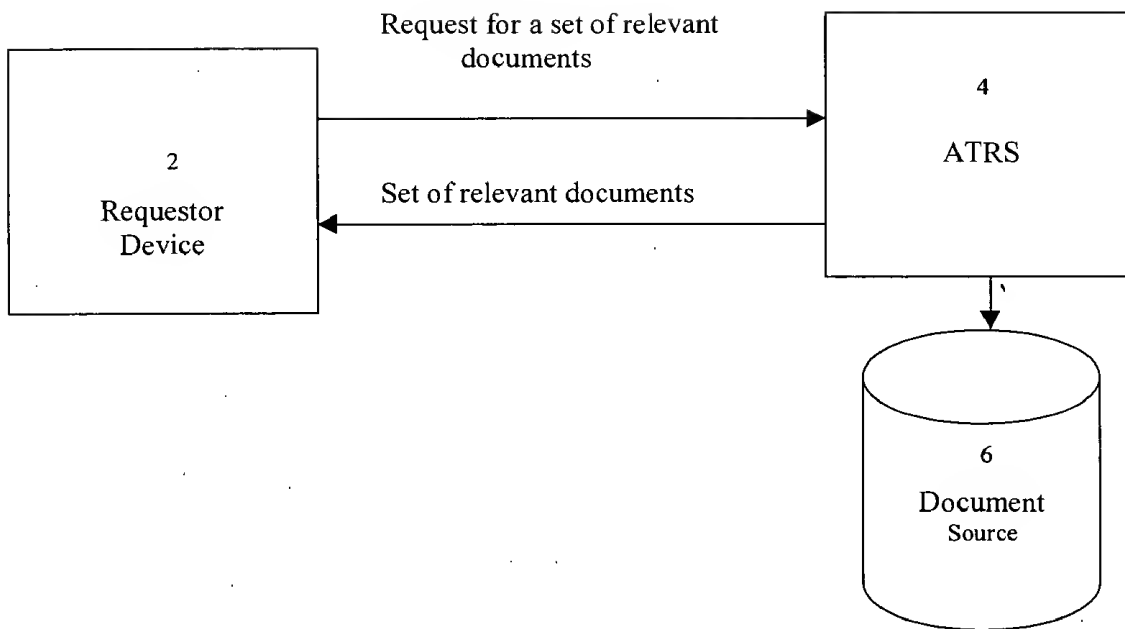 Request for a set of relevant
documents
4
ATRS
2
Requestor
Device
Set of relevant documents
6
Document
Source